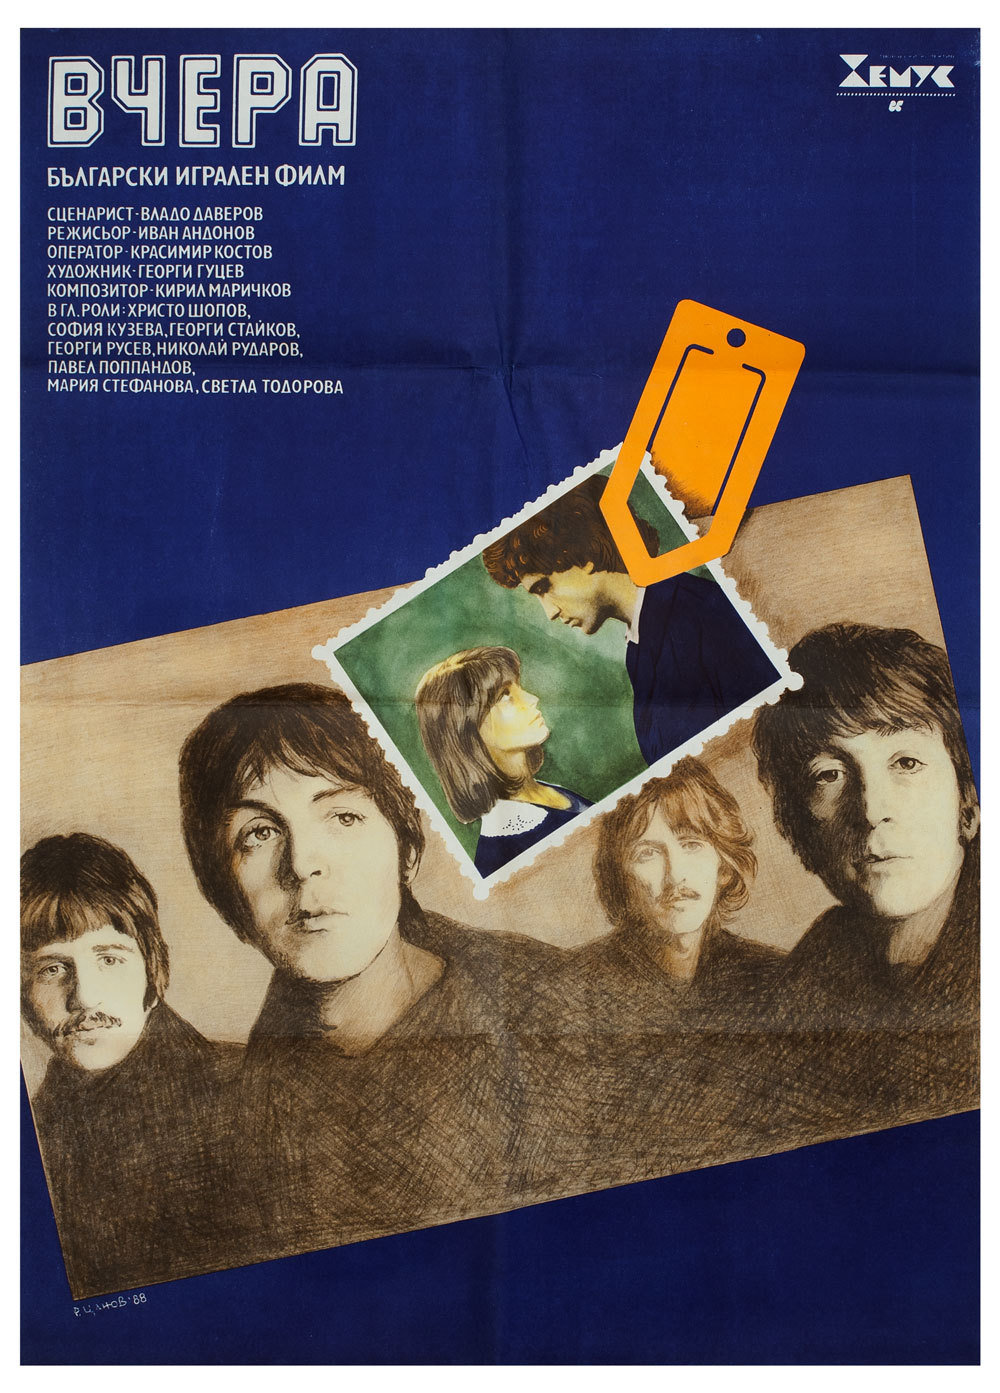 ВЧЕРА
БЪЛГАРСКИ ИГРАЛЕН ФИЛМ
СЦЕНАРИСТ-ВЛАДО ДАВЕРОВ
РЕЖИСЬОР-ИВАН АНДОНОВ
ОПЕРАТОР-КРАСИМИР КОСТОВ
ХУДОЖНИК-ГЕОРГИ ГУЦЕВ
КОМПОЗИТОР-КИРИЛ МАРИЧКОВ
В ГЛ. РОЛИ: ХРИСТО ШОПОВ,
СОФИЯ КУЗЕВА, ГЕОРГИ СТАЙКОВ,
ГЕОРГИ РУСЕВ, НИКОЛАЙ РУДАРОВ,
ПАВЕЛ ПОППАНДОВ,
МАРИЯ СТЕФАНОВА, СВЕТЛА ТОДОРОВА
ХЕМУС
Р. ЦАНОВ '88